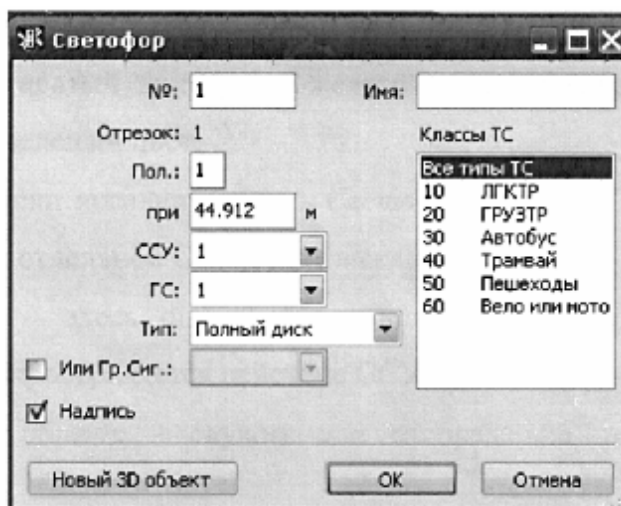 Светофор
№: 1 Имя:
Отрезок: 1 Классы ТС
Пол.: 1
при 44.912 м
ССУ: 1
ГС: 1
Тип: Полный диск
Или Гр.Сиг.:
Надпись
Все типы ТС
10 ЛГКТР
20 ГРУЗТР
30 Автобус
40 Трамвай
50 Пешеходы
60 Вело или мото
Новый 3D объект ОК Отмена